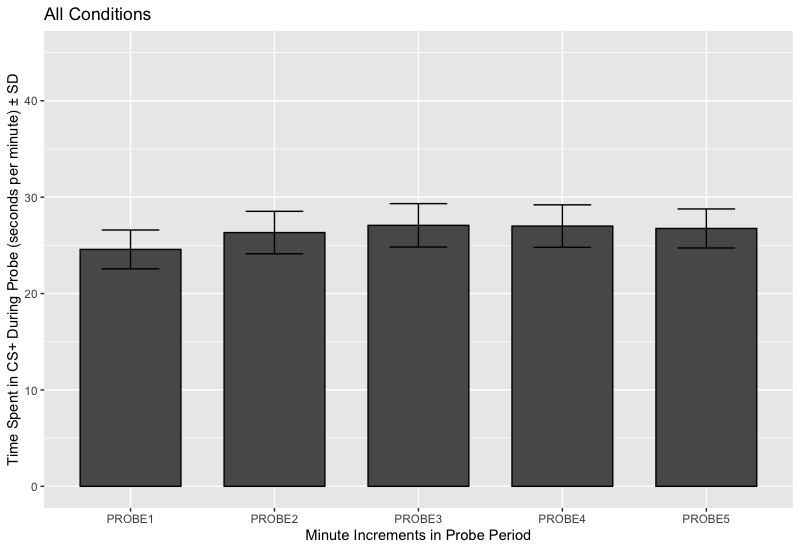 All Conditions
Time Spent in CS+ During Probe (seconds per minute) ± SD
40
30
20
10
0
PROBE1 PROBE2 PROBE3 PROBE4 PROBE5
Minute Increments in Probe Period